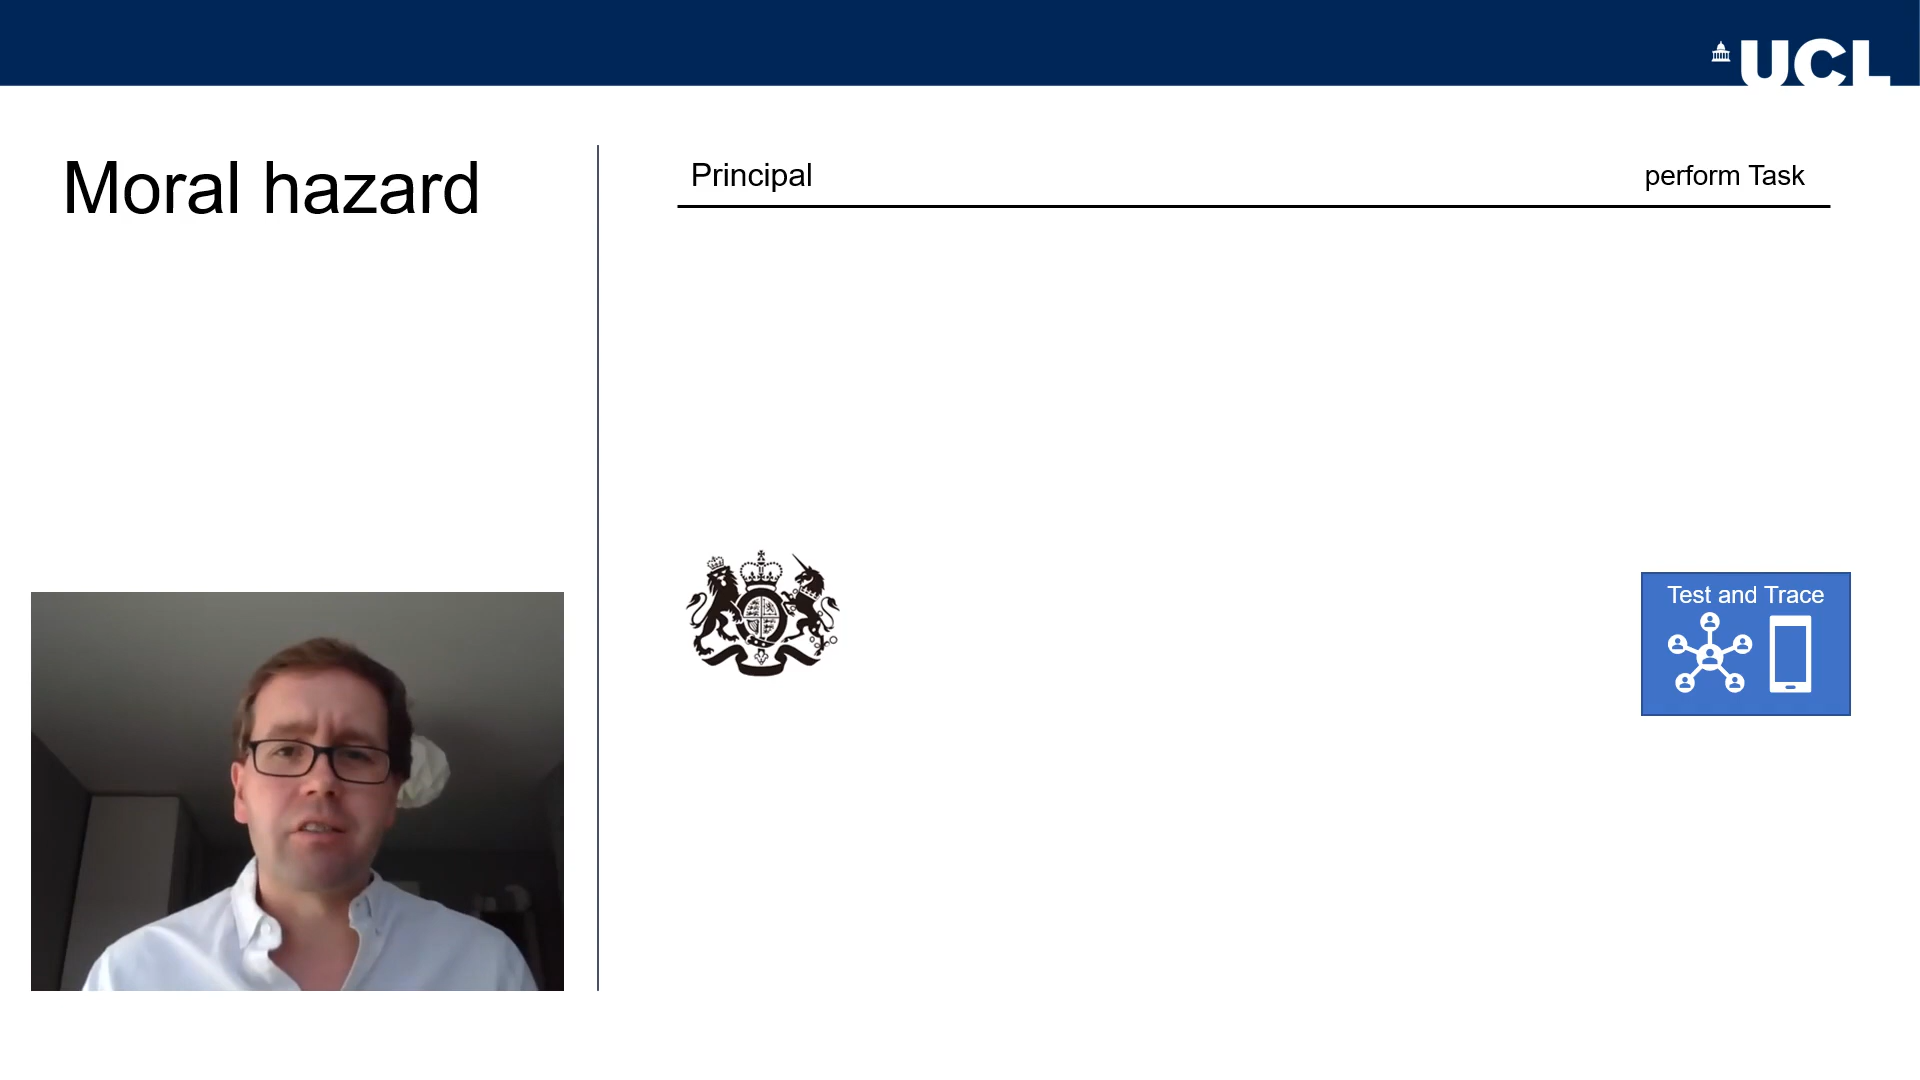 UCL
Moral hazard
Principal
perform Task
Test and Trace